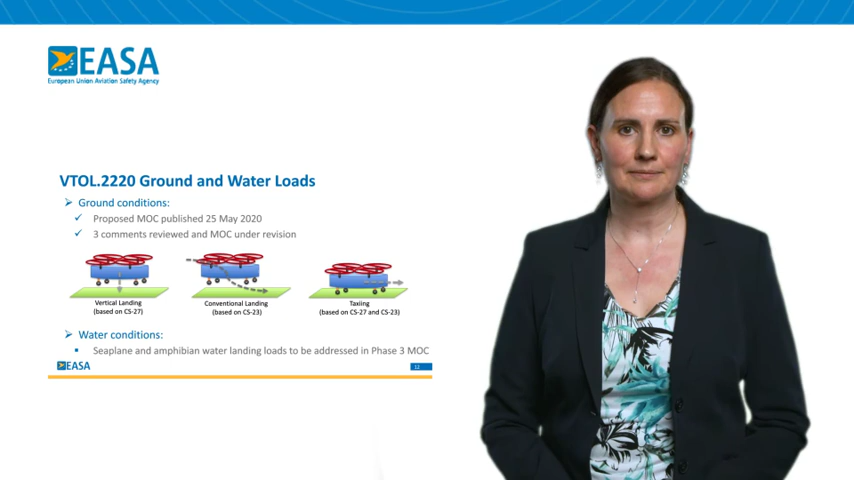 EASA
European Union Aviation Safety Agency
VTOL.2220 Ground and Water Loads
Ground conditions:
Proposed MOC published 25 May 2020
3 comments reviewed and MOC under revision
Vertical Landing
(based on CS-27)
Conventional Landing
(based on CS-23)
Taxiing
(based on CS-27 and CS-23)
Water conditions:
Seaplane and amphibian water landing loads to be addressed in Phase 3 MOC
EASA
12